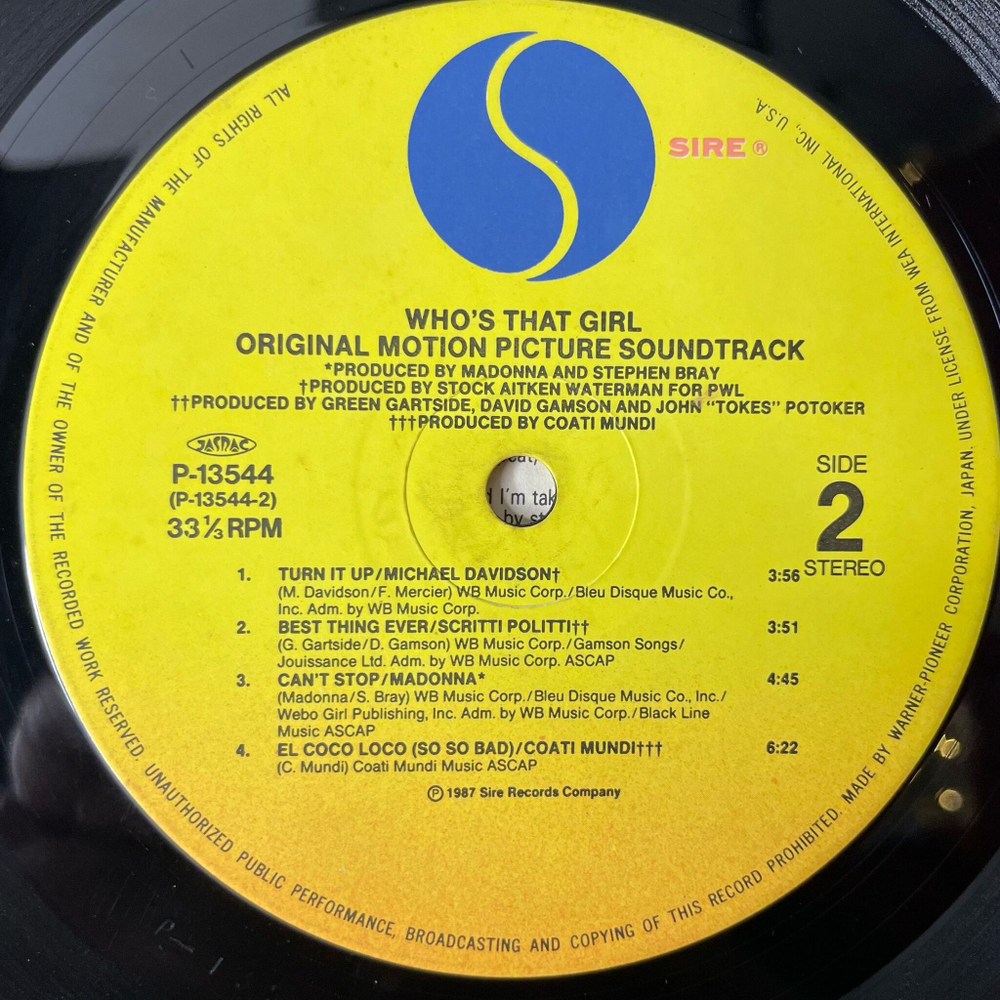 SIRE ®
WHO'S THAT GIRL
ORIGINAL MOTION PICTURE SOUNDTRACK
*PRODUCED BY MADONNA AND STEPHEN BRAY
†PRODUCED BY STOCK AITKEN WATERMAN FOR PWL
††PRODUCED BY GREEN GARTSIDE, DAVID GAMSON AND JOHN “TOKES” POTOKER
†††PRODUCED BY COATI MUNDI
JASRAC
P-13544
(P-13544-2)
33⅓ RPM
SIDE
2
STEREO
I'm tak
by st
1. TURN IT UP/MICHAEL DAVIDSON† 3:56
(M. Davidson/F. Mercier) WB Music Corp./Bleu Disque Music Co.,
Inc. Adm. by WB Music Corp.
2. BEST THING EVER/SCRITTI POLITTI†† 3:51
(G. Gartside/D. Gamson) WB Music Corp./Gamson Songs/
Jouissance Ltd. Adm. by WB Music Corp. ASCAP
3. CAN'T STOP/MADONNA* 4:45
(Madonna/S. Bray) WB Music Corp./Bleu Disque Music Co., Inc./
Webo Girl Publishing, Inc. Adm. by WB Music Corp./Black Line
Music ASCAP
4. EL COCO LOCO (SO SO BAD)/COATI MUNDI††† 6:22
(C. Mundi) Coati Mundi Music ASCAP
℗ 1987 Sire Records Company
ALL RIGHTS OF THE MANUFACTURER AND OF THE OWNER OF THE RECORDED WORK RESERVED. UNAUTHORIZED PUBLIC PERFORMANCE, BROADCASTING AND COPYING OF THIS RECORD PROHIBITED. MADE BY WARNER-PIONEER CORPORATION, JAPAN. UNDER LICENSE FROM WEA INTERNATIONAL INC., U.S.A.